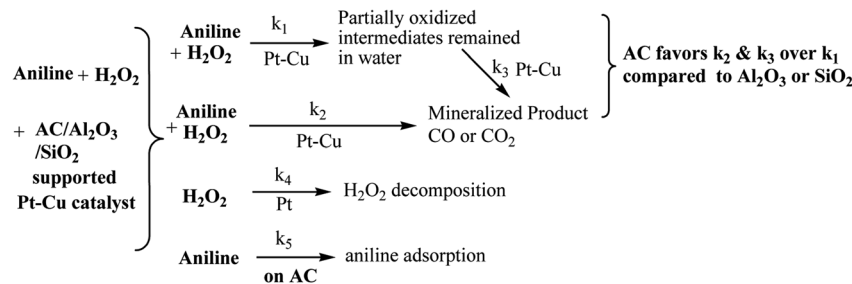 Aniline + H₂O₂
+ AC/Al₂O₃
/SiO₂
supported
Pt-Cu catalyst
Aniline
+ H₂O₂
k₁
Pt-Cu
Partially oxidized
intermediates remained
in water
k₃ Pt-Cu
Aniline
+ H₂O₂
k₂
Pt-Cu
Mineralized Product
CO or CO₂
H₂O₂
k₄
Pt
H₂O₂ decomposition
Aniline
k₅
on AC
aniline adsorption
AC favors k₂ & k₃ over k₁
compared to Al₂O₃ or SiO₂